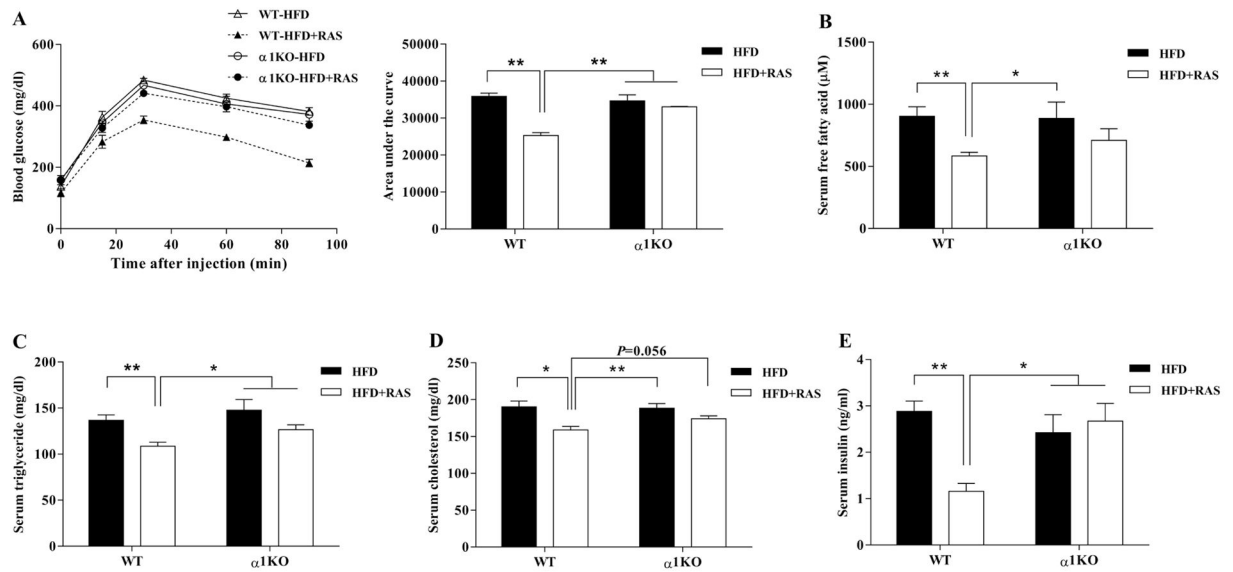 A
WT-HFD
WT-HFD+RAS
α1KO-HFD
α1KO-HFD+RAS
Blood glucose (mg/dl)
600
400
200
0
0 20 40 60 80 100
Time after injection (min)
Area under the curve
50000
40000
30000
20000
10000
0
** **
HFD
HFD+RAS
WT α1KO
B
Serum free fatty acid (μM)
1500
1000
500
0
** *
HFD
HFD+RAS
WT α1KO
C
Serum triglyceride (mg/dl)
200
150
100
50
0
** *
HFD
HFD+RAS
WT α1KO
D
Serum cholesterol (mg/dl)
250
200
150
100
50
0
P=0.056
* **
HFD
HFD+RAS
WT α1KO
E
Serum insulin (ng/ml)
4
3
2
1
0
** *
HFD
HFD+RAS
WT α1KO